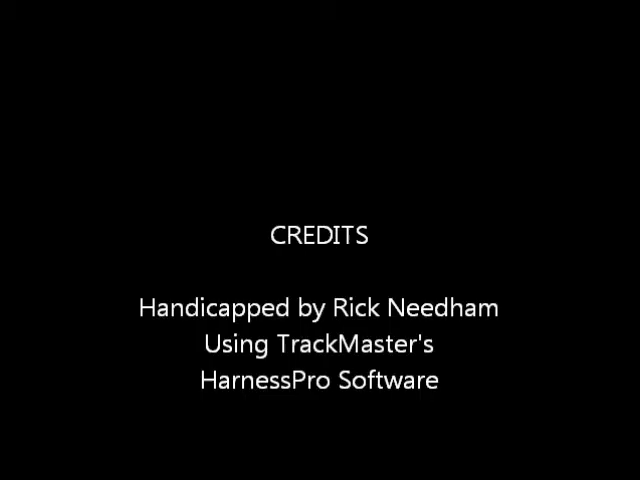 CREDITS
Handicapped by Rick Needham
Using TrackMaster's
HarnessPro Software